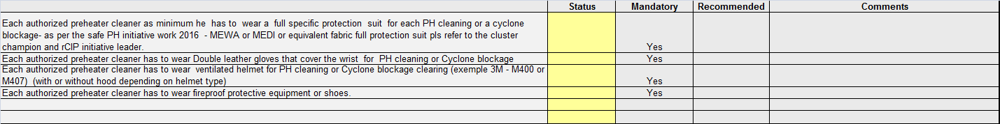 Status Mandatory Recommended Comments
Each authorized preheater cleaner as minimum he has to wear a full specific protection suit for each PH cleaning or a cyclone
blockage- as per the safe PH initiative work 2016 - MEWA or MEDI or equivalent fabric full protection suit pls refer to the cluster
champion and rCIP initiative leader. Yes
Each authorized preheater cleaner has to wear Double leather gloves that cover the wrist for PH cleaning or Cyclone blockage Yes
Each authorized preheater cleaner has to wear ventilated helmet for PH cleaning or Cyclone blockage clearing (exemple 3M - M400 or
M407) (with or without hood depending on helmet type) Yes
Each authorized preheater cleaner has to wear fireproof protective equipment or shoes. Yes